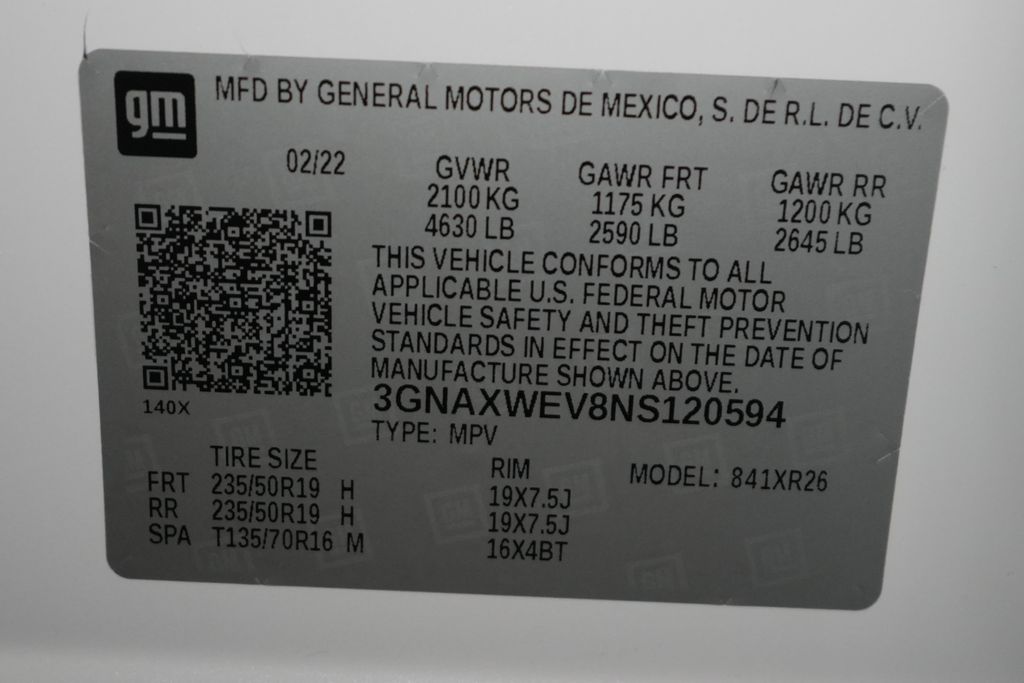 gm
MFD BY GENERAL MOTORS DE MEXICO, S. DE R.L. DE C.V.
02/22
GVWR GAWR FRT GAWR RR
2100 KG 1175 KG 1200 KG
4630 LB 2590 LB 2645 LB
THIS VEHICLE CONFORMS TO ALL
APPLICABLE U.S. FEDERAL MOTOR
VEHICLE SAFETY AND THEFT PREVENTION
STANDARDS IN EFFECT ON THE DATE OF
MANUFACTURE SHOWN ABOVE.
3GNAXWEV8NS120594
140X
TYPE: MPV
TIRE SIZE RIM MODEL: 841XR26
FRT 235/50R19 H 19X7.5J
RR 235/50R19 H 19X7.5J
SPA T135/70R16 M 16X4BT